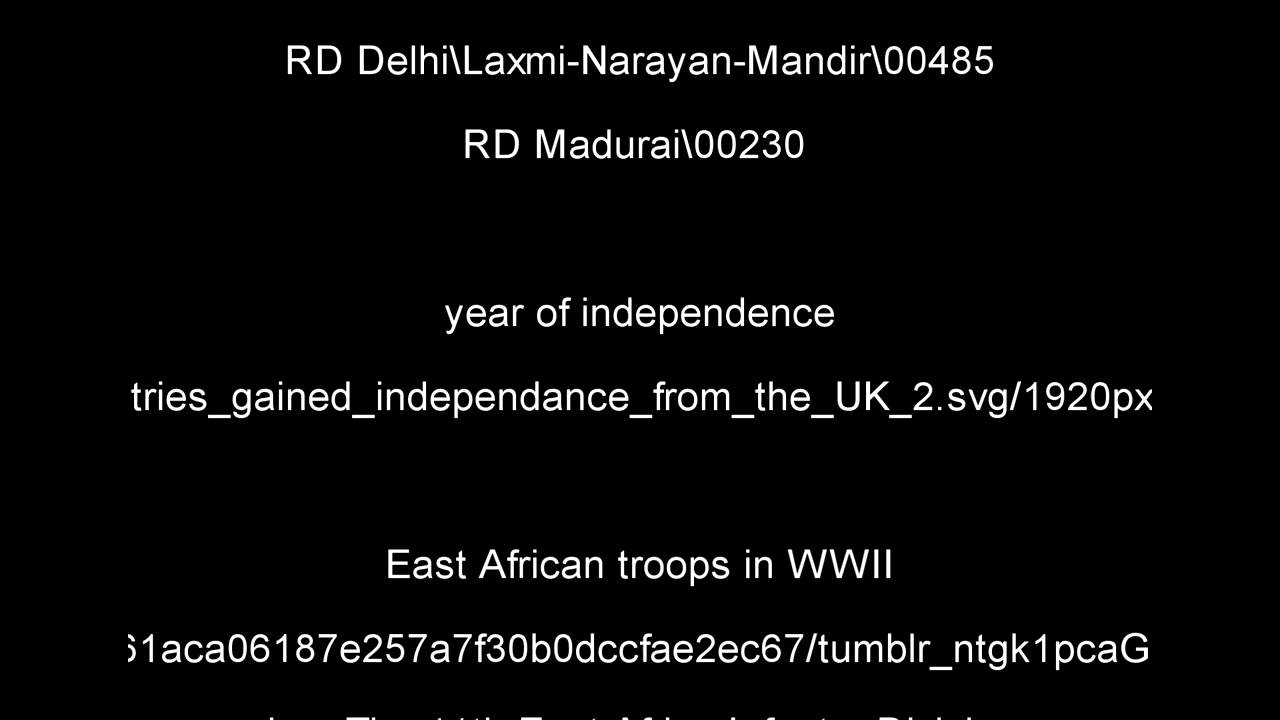 RD Delhi\Laxmi-Narayan-Mandir\00485
RD Madurai\00230
year of independence
tries_gained_independance_from_the_UK_2.svg/1920px
East African troops in WWII
61aca06187e257a7f30b0dccfae2ec67/tumblr_ntgk1pcaG